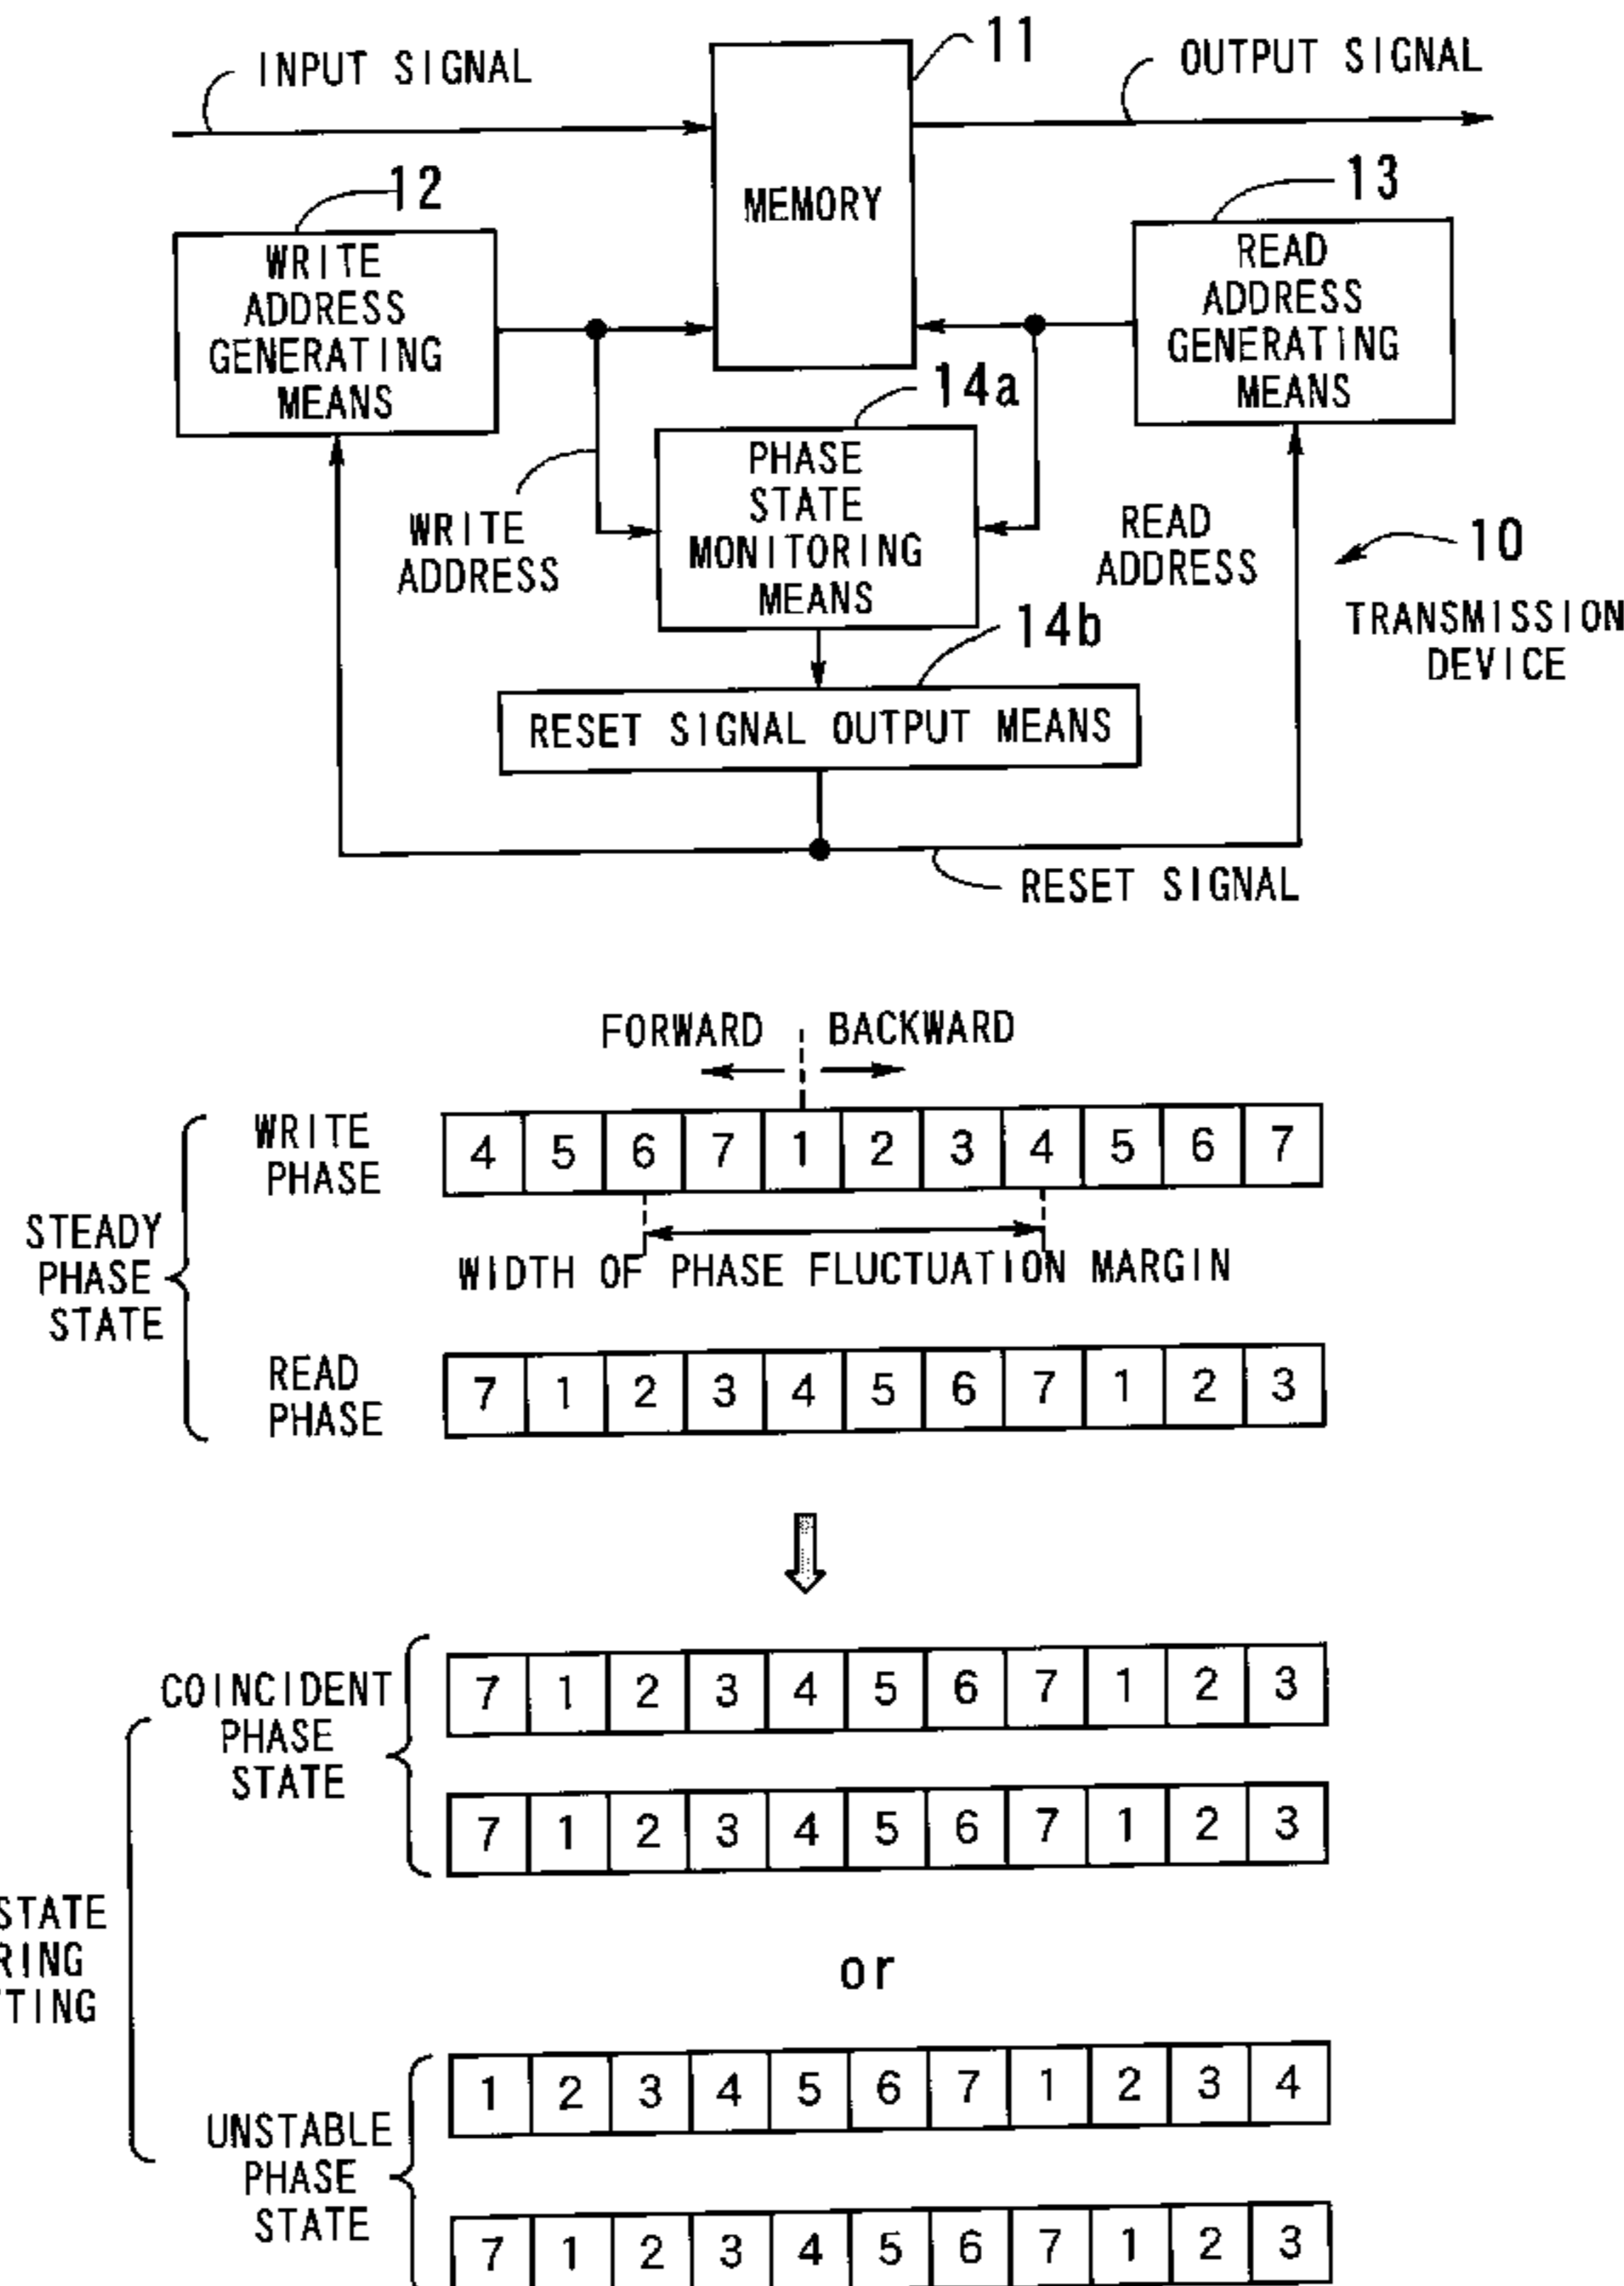 INPUT SIGNAL
11
OUTPUT SIGNAL
MEMORY
12
WRITE
ADDRESS
GENERATING
MEANS
13
READ
ADDRESS
GENERATING
MEANS
14a
PHASE
STATE
MONITORING
MEANS
WRITE
ADDRESS
READ
ADDRESS
10
TRANSMISSION
DEVICE
14b
RESET SIGNAL OUTPUT MEANS
RESET SIGNAL
FORWARD BACKWARD
STEADY
PHASE
STATE
WRITE
PHASE
4 5 6 7 1 2 3 4 5 6 7
WIDTH OF PHASE FLUCTUATION MARGIN
READ
PHASE
7 1 2 3 4 5 6 7 1 2 3
COINCIDENT
PHASE
STATE
7 1 2 3 4 5 6 7 1 2 3
7 1 2 3 4 5 6 7 1 2 3
STATE
RING
TTING
or
UNSTABLE
PHASE
STATE
1 2 3 4 5 6 7 1 2 3 4
7 1 2 3 4 5 6 7 1 2 3